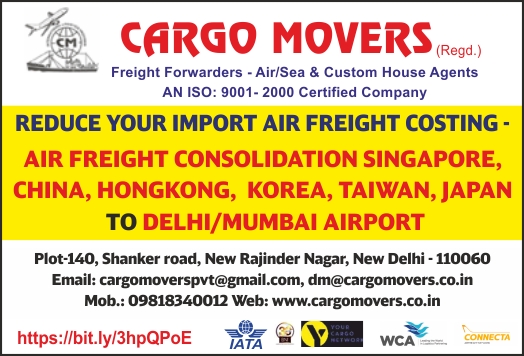 CM
CARGO MOVERS (Regd.)
Freight Forwarders - Air/Sea & Custom House Agents
AN ISO: 9001- 2000 Certified Company
REDUCE YOUR IMPORT AIR FREIGHT COSTING -
AIR FREIGHT CONSOLIDATION SINGAPORE,
CHINA, HONGKONG, KOREA, TAIWAN, JAPAN
TO DELHI/MUMBAI AIRPORT
Plot-140, Shanker road, New Rajinder Nagar, New Delhi - 110060
Email: cargomoverspvt@gmail.com, dm@cargomovers.co.in
Mob.: 09818340012 Web: www.cargomovers.co.in
https://bit.ly/3hpQPoE
IATA
YOUR
CARGO
NETWORK
WCA
CONNECTA